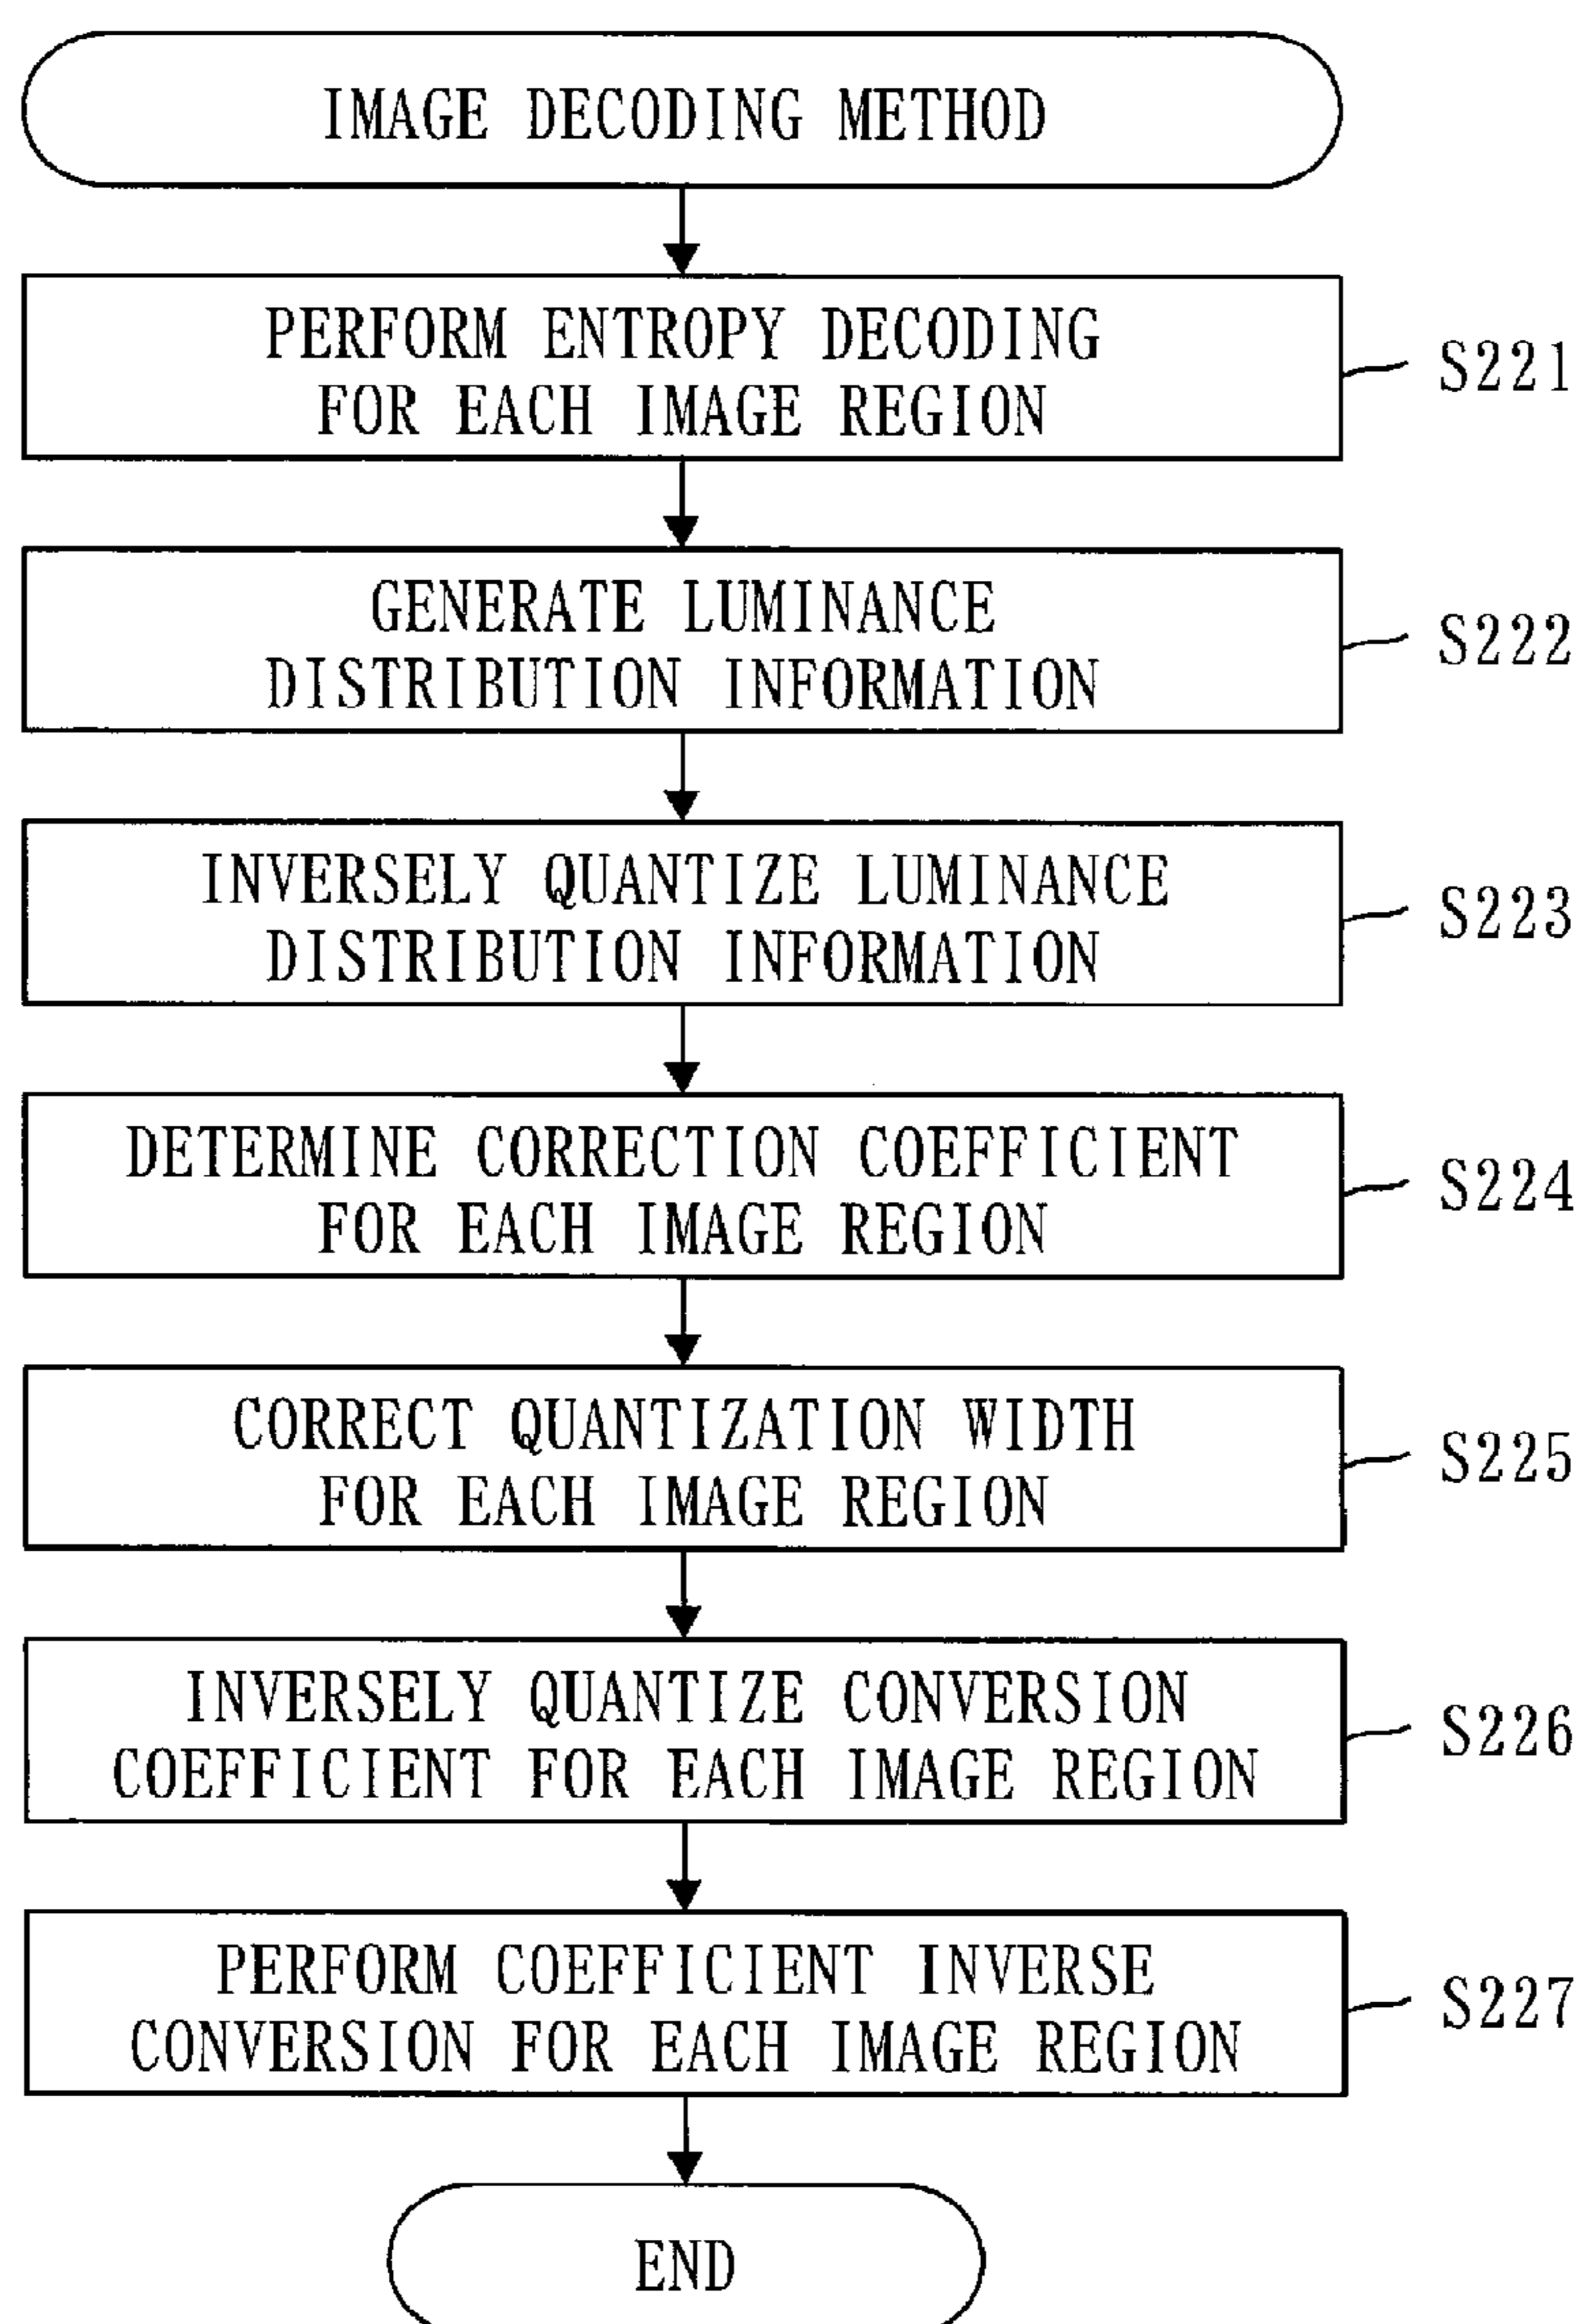 IMAGE DECODING METHOD
PERFORM ENTROPY DECODING
FOR EACH IMAGE REGION
S221
GENERATE LUMINANCE
DISTRIBUTION INFORMATION
S222
INVERSELY QUANTIZE LUMINANCE
DISTRIBUTION INFORMATION
S223
DETERMINE CORRECTION COEFFICIENT
FOR EACH IMAGE REGION
S224
CORRECT QUANTIZATION WIDTH
FOR EACH IMAGE REGION
S225
INVERSELY QUANTIZE CONVERSION
COEFFICIENT FOR EACH IMAGE REGION
S226
PERFORM COEFFICIENT INVERSE
CONVERSION FOR EACH IMAGE REGION
S227
END